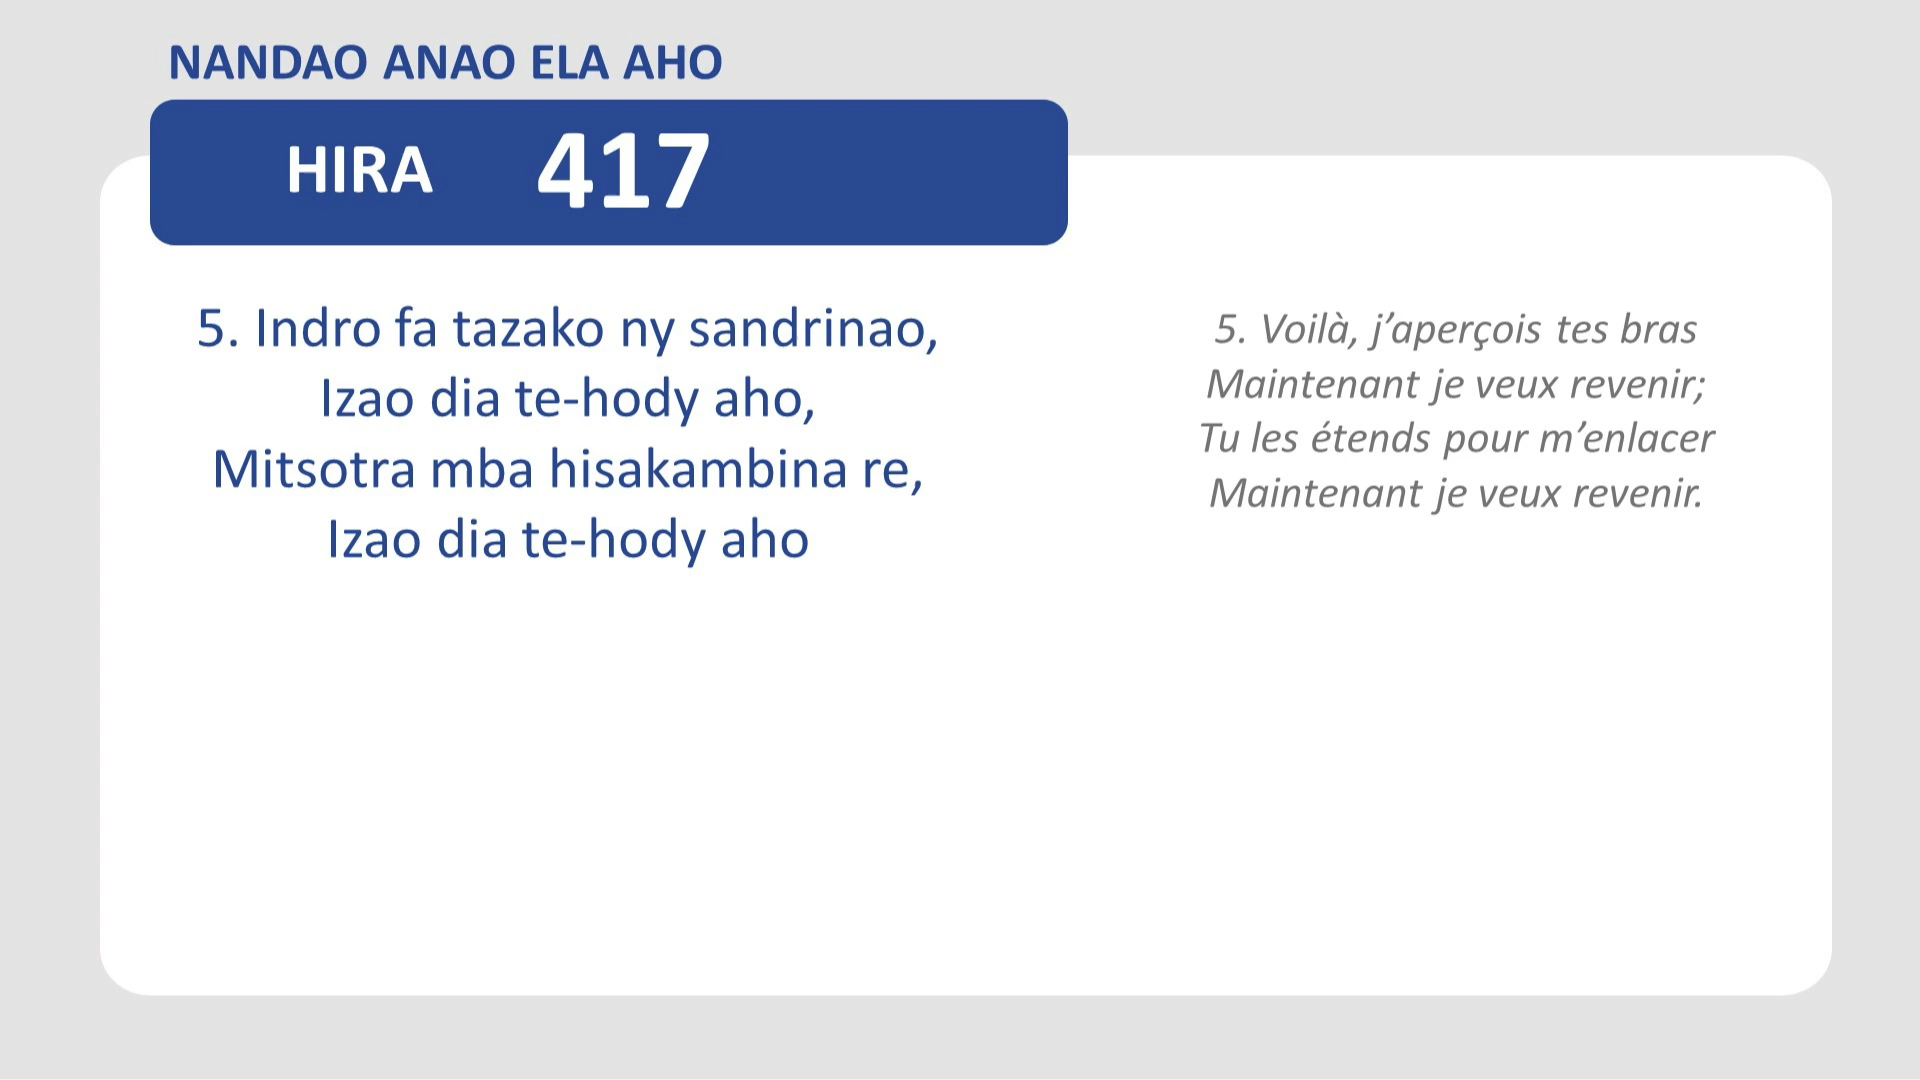 NANDAO ANAO ELA AHO
HIRA 417
5. Indro fa tazako ny sandrinao,
Izao dia te-hody aho,
Mitsotra mba hisakambina re,
Izao dia te-hody aho
5. Voilà, j’aperçois tes bras
Maintenant je veux revenir;
Tu les étends pour m’enlacer
Maintenant je veux revenir.